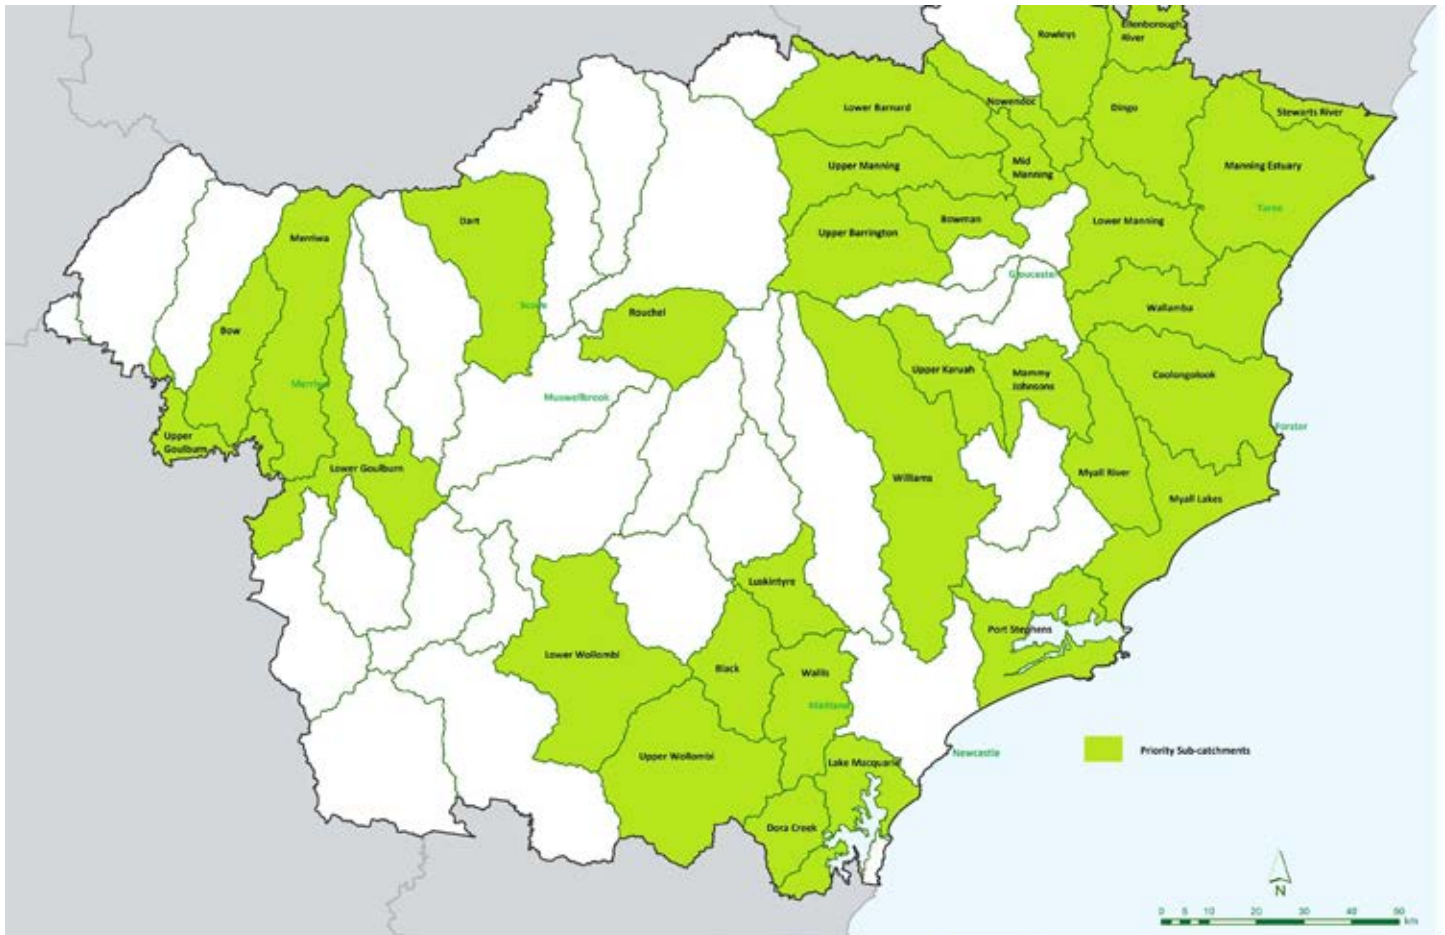 Ellenborough
River
Rowleys
Nowendoc
Lower Barnard
Dingo
Stewarts River
Upper Manning
Mid
Manning
Manning Estuary
Taree
Dart
Merriwa
Upper Barrington
Bowman
Lower Manning
Gloucester
Scone
Rouchel
Wallamba
Bow
Merriwa
Muswellbrook
Upper Karuah
Mammy
Johnsons
Coolongolook
Forster
Upper
Goulburn
Lower Goulburn
Williams
Myall River
Myall Lakes
Luskintyre
Port Stephens
Lower Wollombi
Black
Wallis
Maitland
Upper Wollombi
Lake Macquarie
Newcastle
Priority Sub-catchments
Dora Creek
N
0 5 10 20 30 40 50
km